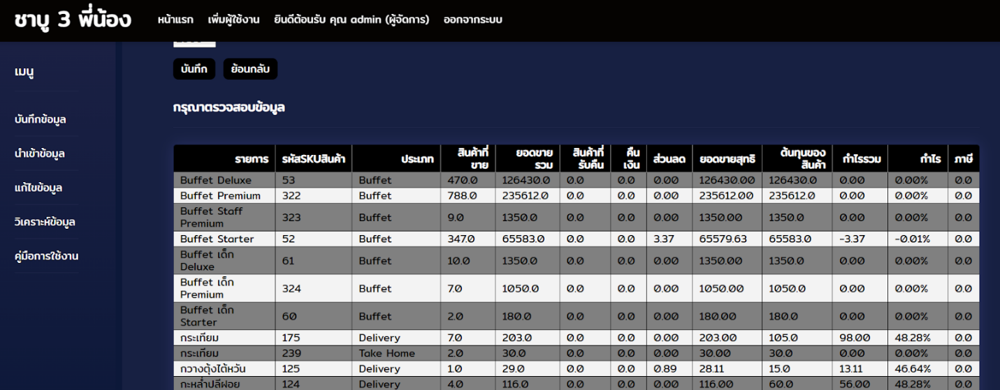 ชาบู 3 พี่น้อง หน้าแรก เพิ่มผู้ใช้งาน ยินดีต้อนรับ คุณ admin (ผู้จัดการ) ออกจากระบบ
เมนู
บันทึกข้อมูล
นำเข้าข้อมูล
แก้ไขข้อมูล
วิเคราะห์ข้อมูล
คู่มือการใช้งาน
บันทึก ย้อนกลับ
กรุณาตรวจสอบข้อมูล
รายการ รหัสSKUสินค้า ประเภท สินค้าที่ขาย ยอดขายรวม สินค้าที่รับคืน คืนเงิน ส่วนลด ยอดขายสุทธิ ต้นทุนของสินค้า กำไรรวม กำไร ภาษี
Buffet Deluxe 53 Buffet 470.0 126430.0 0.0 0.0 0.00 126430.00 126430.0 0.00 0.00% 0.0
Buffet Premium 322 Buffet 788.0 235612.0 0.0 0.0 0.00 235612.00 235612.0 0.00 0.00% 0.0
Buffet Staff Premium 323 Buffet 9.0 1350.0 0.0 0.0 0.00 1350.00 1350.0 0.00 0.00% 0.0
Buffet Starter 52 Buffet 347.0 65583.0 0.0 0.0 3.37 65579.63 65583.0 -3.37 -0.01% 0.0
Buffet เด็ก Deluxe 61 Buffet 10.0 1350.0 0.0 0.0 0.00 1350.00 1350.0 0.00 0.00% 0.0
Buffet เด็ก Premium 324 Buffet 7.0 1050.0 0.0 0.0 0.00 1050.00 1050.0 0.00 0.00% 0.0
Buffet เด็ก Starter 60 Buffet 2.0 180.0 0.0 0.0 0.00 180.00 180.0 0.00 0.00% 0.0
กระเทียม 175 Delivery 7.0 203.0 0.0 0.0 0.00 203.00 105.0 98.00 48.28% 0.0
กระเทียม 239 Take Home 2.0 30.0 0.0 0.0 0.00 30.00 30.0 0.00 0.00% 0.0
กวางตุ้งไต้หวัน 125 Delivery 1.0 29.0 0.0 0.0 0.89 28.11 15.0 13.11 46.64% 0.0
กะหล่ำปลีฝอย 124 Delivery 4.0 116.0 0.0 0.0 0.00 116.00 60.0 56.00 48.28% 0.0